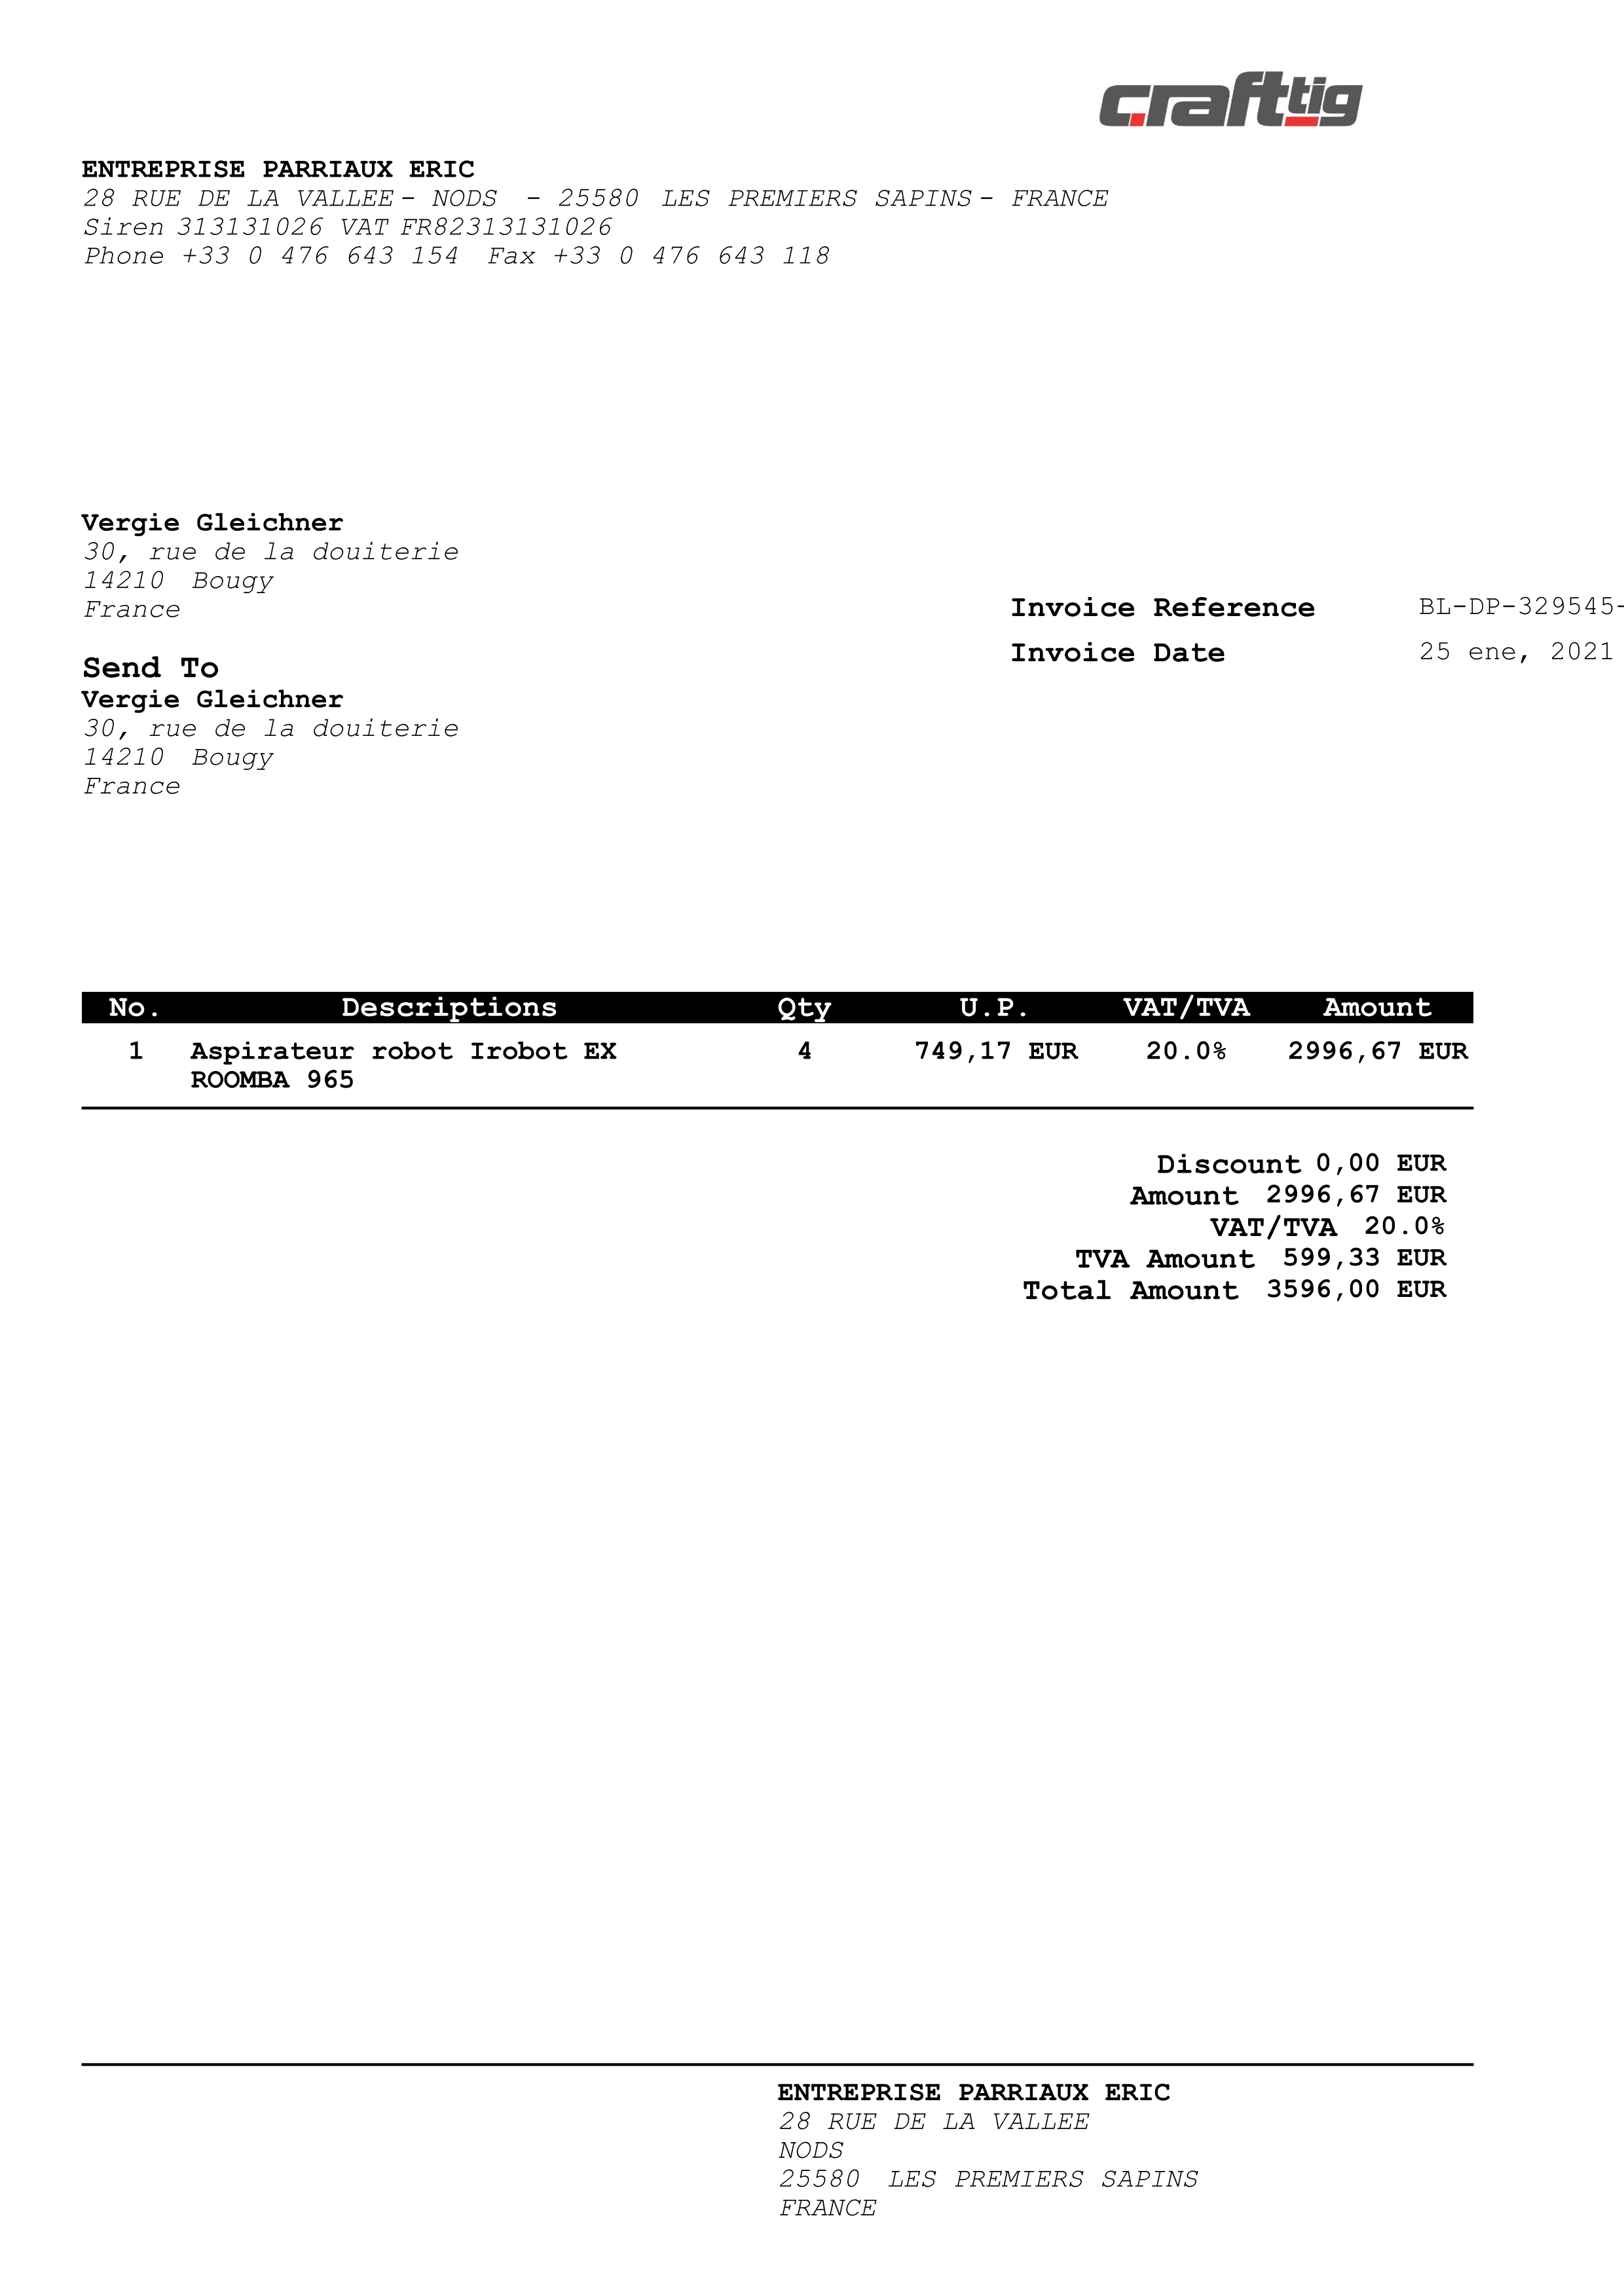 crafttig
ENTREPRISE PARRIAUX ERIC
28 RUE DE LA VALLEE - NODS - 25580 LES PREMIERS SAPINS - FRANCE
Siren 313131026 VAT FR82313131026
Phone +33 0 476 643 154 Fax +33 0 476 643 118
Vergie Gleichner
30, rue de la douiterie
14210 Bougy
France
Invoice Reference BL-DP-329545-
Invoice Date 25 ene, 2021
Send To
Vergie Gleichner
30, rue de la douiterie
14210 Bougy
France
No. Descriptions Qty U.P. VAT/TVA Amount
1 Aspirateur robot Irobot EX 4 749,17 EUR 20.0% 2996,67 EUR
ROOMBA 965
Discount 0,00 EUR
Amount 2996,67 EUR
VAT/TVA 20.0%
TVA Amount 599,33 EUR
Total Amount 3596,00 EUR
ENTREPRISE PARRIAUX ERIC
28 RUE DE LA VALLEE
NODS
25580 LES PREMIERS SAPINS
FRANCE